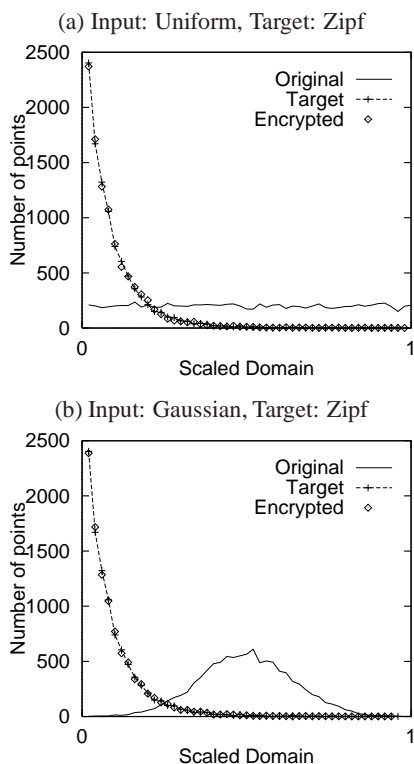 (a) Input: Uniform, Target: Zipf
2500
2000
1500
1000
500
0
Number of points
Original
Target
Encrypted
0
1
Scaled Domain
(b) Input: Gaussian, Target: Zipf
2500
2000
1500
1000
500
0
Number of points
Original
Target
Encrypted
0
1
Scaled Domain